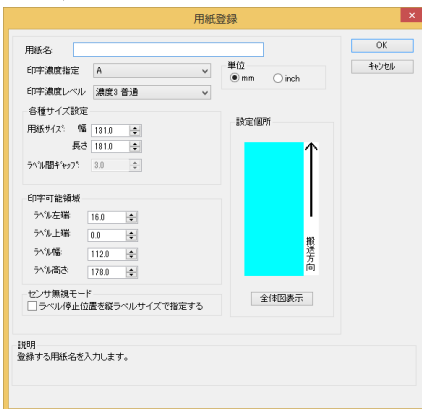 用紙登録
×
用紙名:
OK
印字濃度指定 A
キャンセル
単位
mm inch
印字濃度レベル 濃度3 普通
各種サイズ設定
用紙サイズ: 幅 131.0
長さ 181.0
ラベル間ギャップ: 3.0
設定個所
搬送方向
印字可能領域
ラベル左端: 16.0
ラベル上端: 0.0
ラベル幅: 112.0
ラベル高さ: 178.0
全体図表示
センサ無視モード
ラベル停止位置を縦ラベルサイズで指定する
説明
登録する用紙名を入力します。